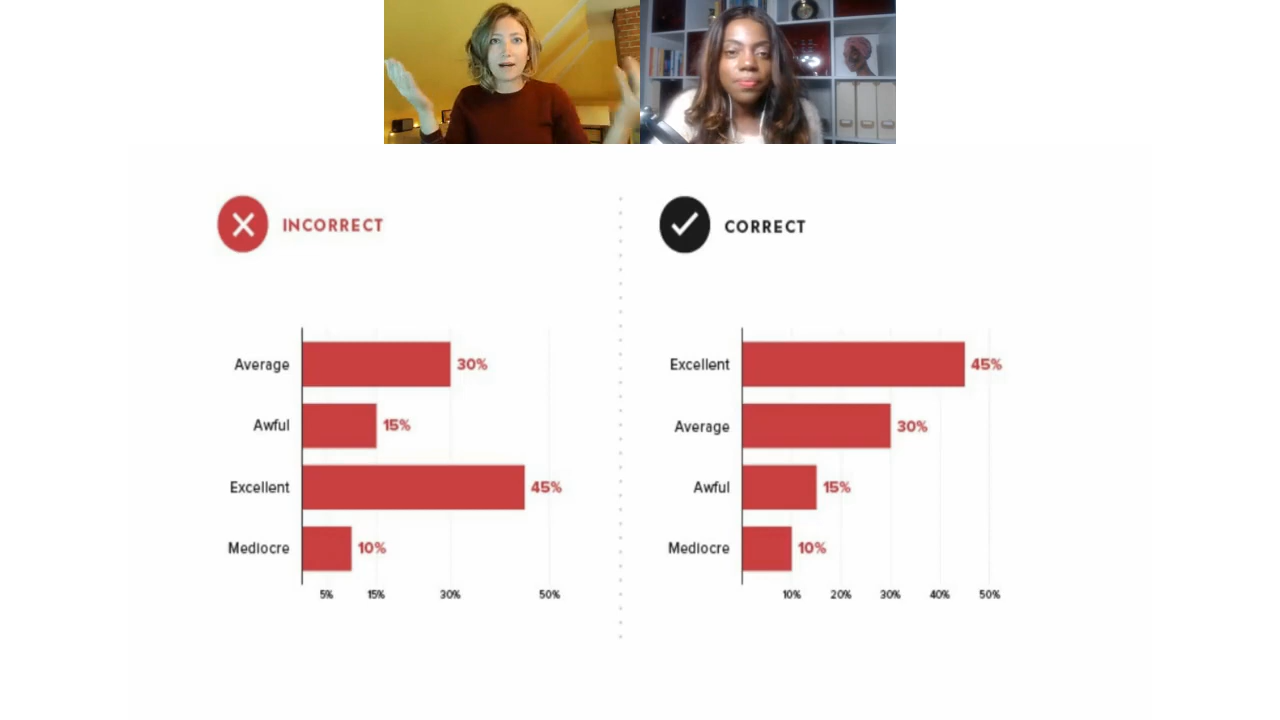 INCORRECT
Average 30%
Awful 15%
Excellent 45%
Mediocre 10%
5% 15% 30% 50%
CORRECT
Excellent 45%
Average 30%
Awful 15%
Mediocre 10%
10% 20% 30% 40% 50%